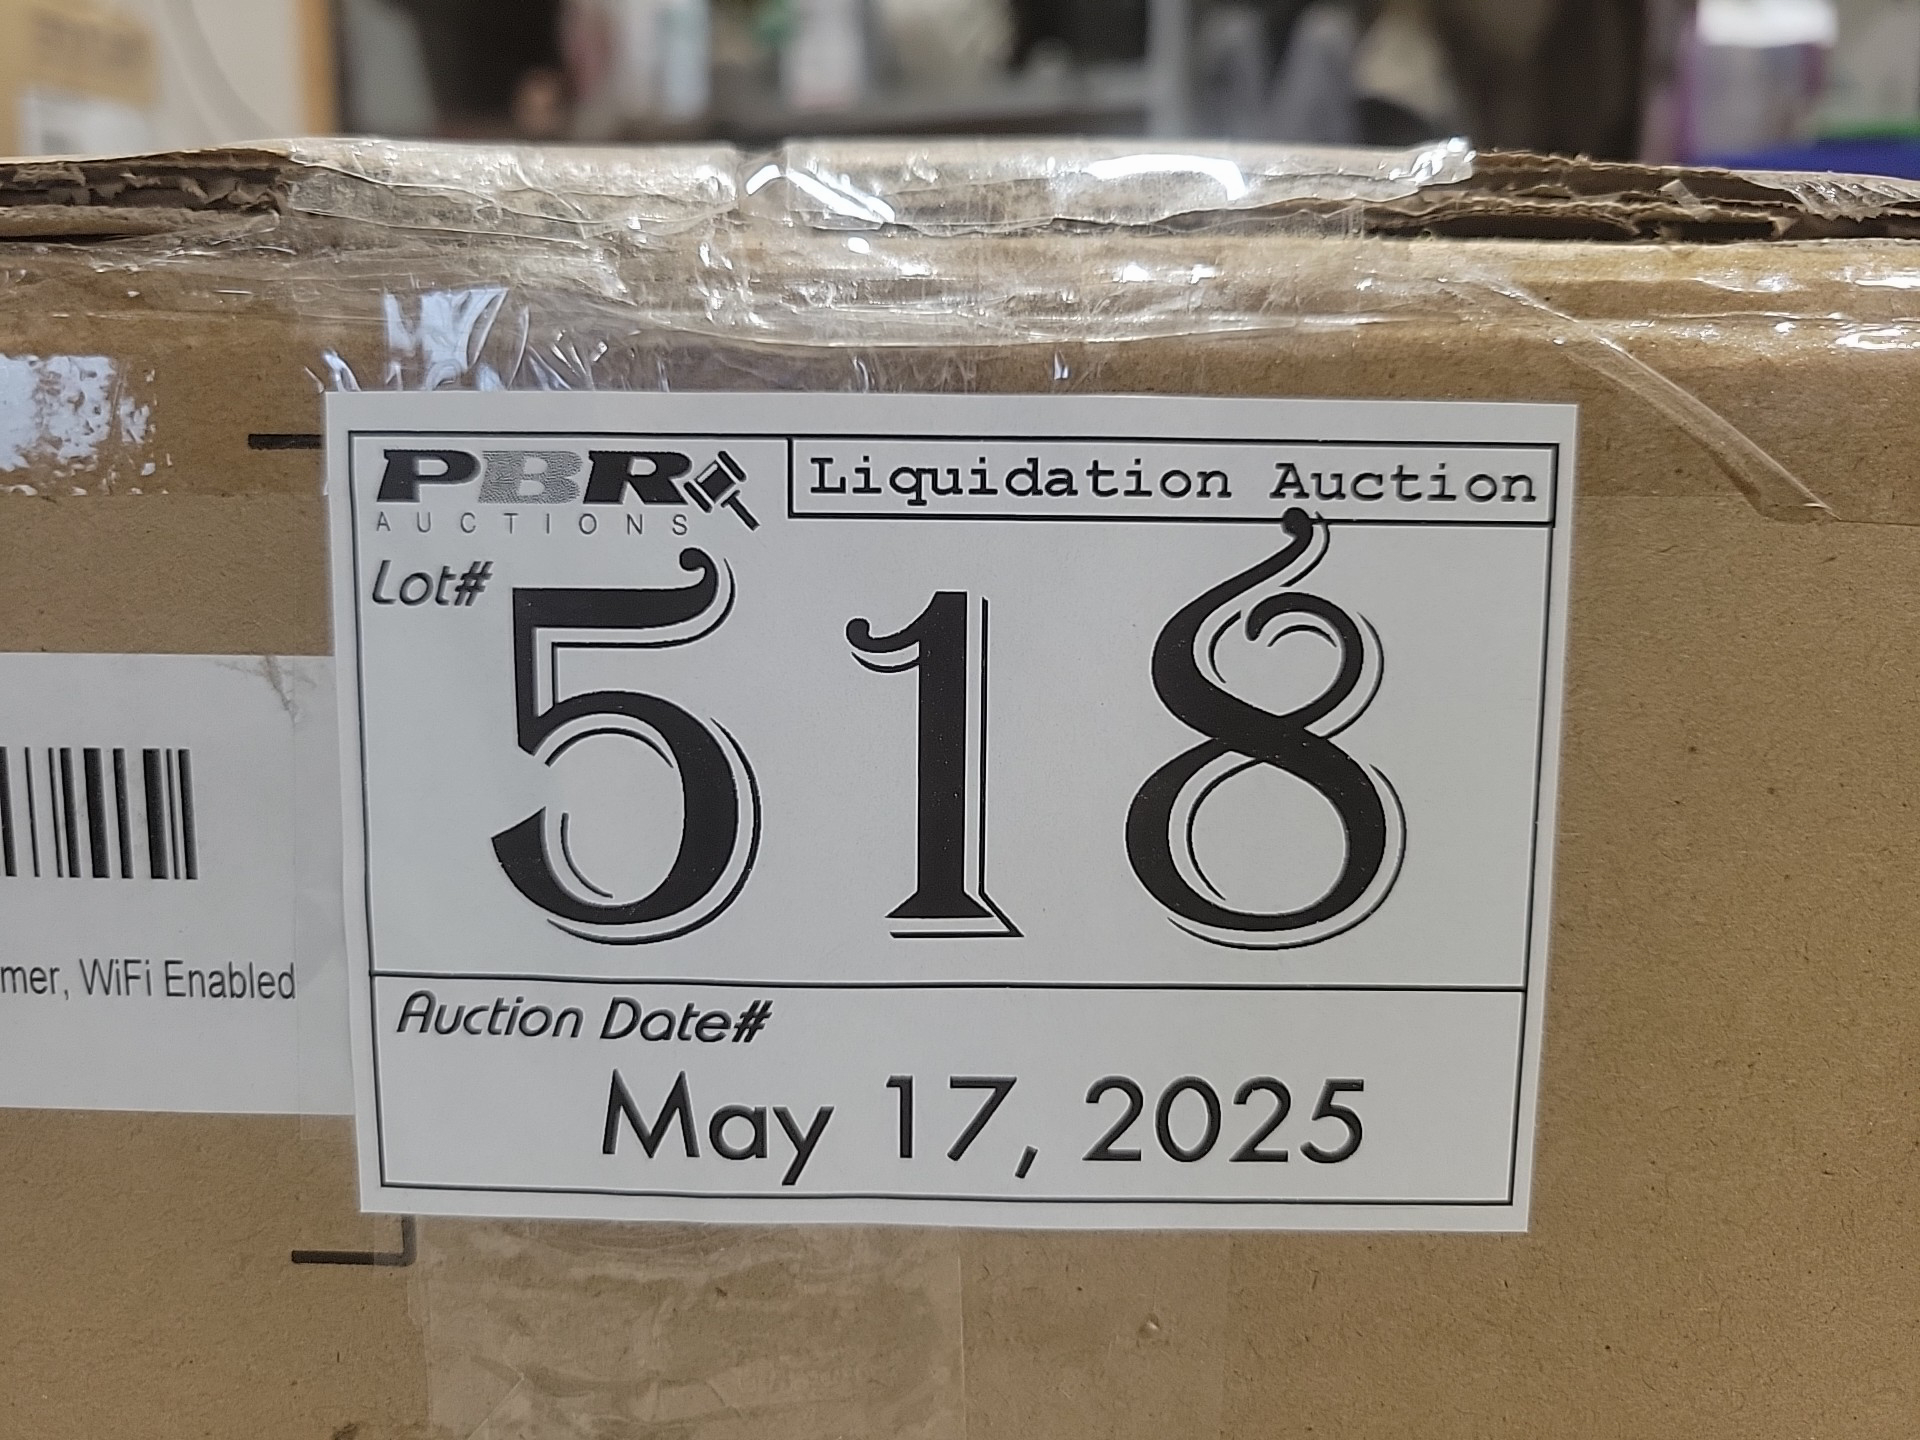 PBR
AUCTIONS
Liquidation Auction
Lot#
518
mer, WiFi Enabled
Auction Date#
May 17, 2025